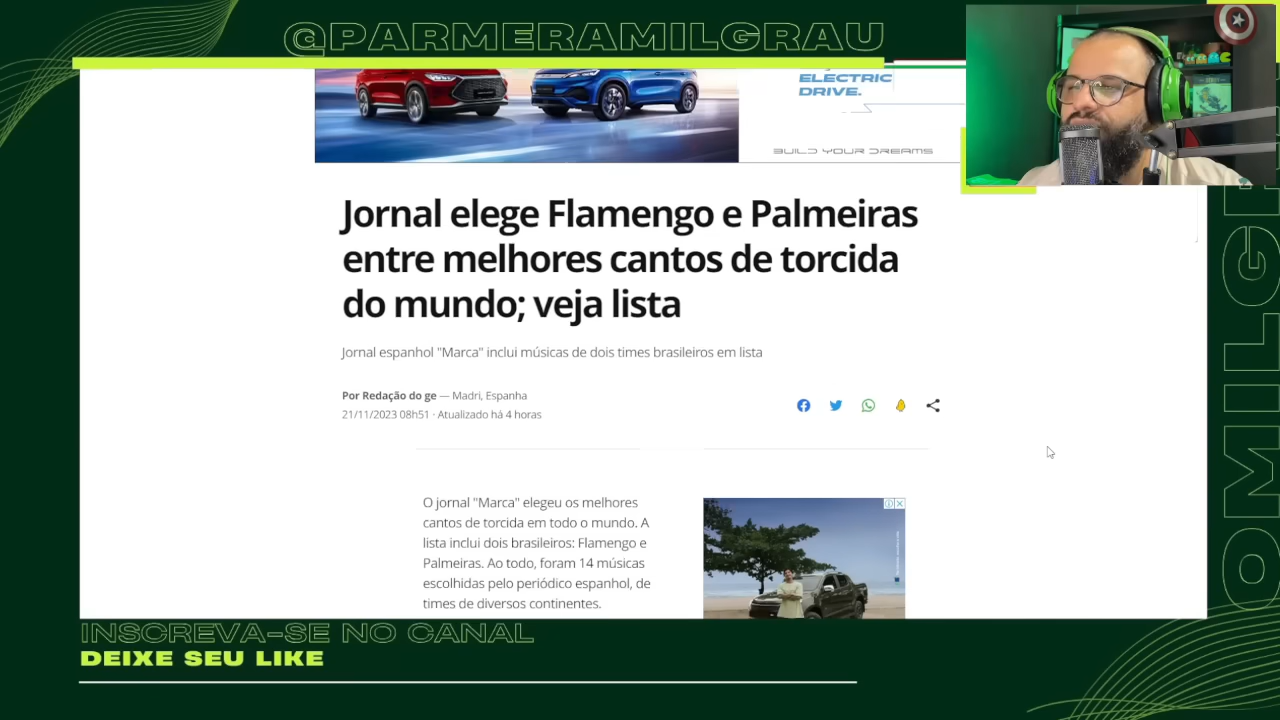 @PARMERAMILGRAU
ELECTRIC
DRIVE.
BUILD YOUR DREAMS
Jornal elege Flamengo e Palmeiras
entre melhores cantos de torcida
do mundo; veja lista
Jornal espanhol "Marca" inclui músicas de dois times brasileiros em lista
Por Redação do ge — Madri, Espanha
21/11/2023 08h51 · Atualizado há 4 horas
O jornal "Marca" elegeu os melhores
cantos de torcida em todo o mundo. A
lista inclui dois brasileiros: Flamengo e
Palmeiras. Ao todo, foram 14 músicas
escolhidas pelo periódico espanhol, de
times de diversos continentes.
INSCREVA-SE NO CANAL
DEIXE SEU LIKE